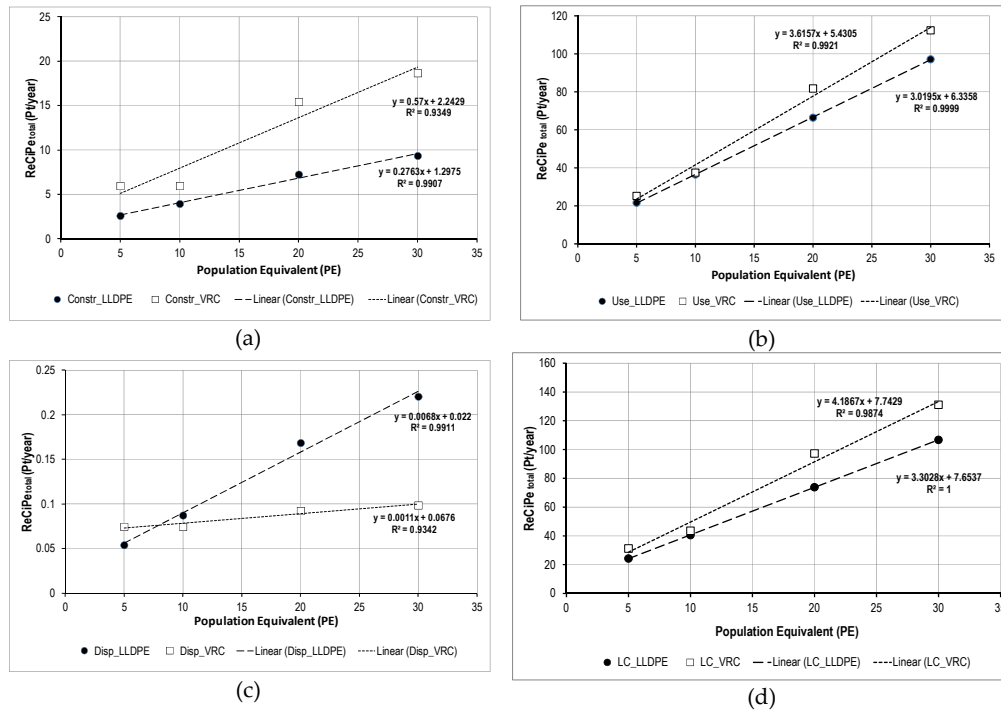 25
20
15
10
5
0
ReCiPe total (Pt/year)
y = 0.57x + 2.2429
R² = 0.9349
y = 0.2763x + 1.2975
R² = 0.9907
0 5 10 15 20 25 30 35
Population Equivalent (PE)
Constr_LLDPE Constr_VRC Linear (Constr_LLDPE) Linear (Constr_VRC)
(a)
120
100
80
60
40
20
0
ReCiPe total (Pt/year)
y = 3.6157x + 5.4305
R² = 0.9921
y = 3.0195x + 6.3358
R² = 0.9999
0 5 10 15 20 25 30 35
Population Equivalent (PE)
Use_LLDPE Use_VRC Linear (Use_LLDPE) Linear (Use_VRC)
(b)
0.25
0.2
0.15
0.1
0.05
0
ReCiPe total (Pt/year)
y = 0.0068x + 0.022
R² = 0.9911
y = 0.0011x + 0.0676
R² = 0.9342
0 5 10 15 20 25 30 35
Population Equivalent (PE)
Disp_LLDPE Disp_VRC Linear (Disp_LLDPE) Linear (Disp_VRC)
(c)
160
140
120
100
80
60
40
20
0
ReCiPe total (Pt/year)
y = 4.1867x + 7.7429
R² = 0.9874
y = 3.3028x + 7.6537
R² = 1
0 5 10 15 20 25 30 35
Population Equivalent (PE)
LC_LLDPE LC_VRC Linear (LC_LLDPE) Linear (LC_VRC)
(d)